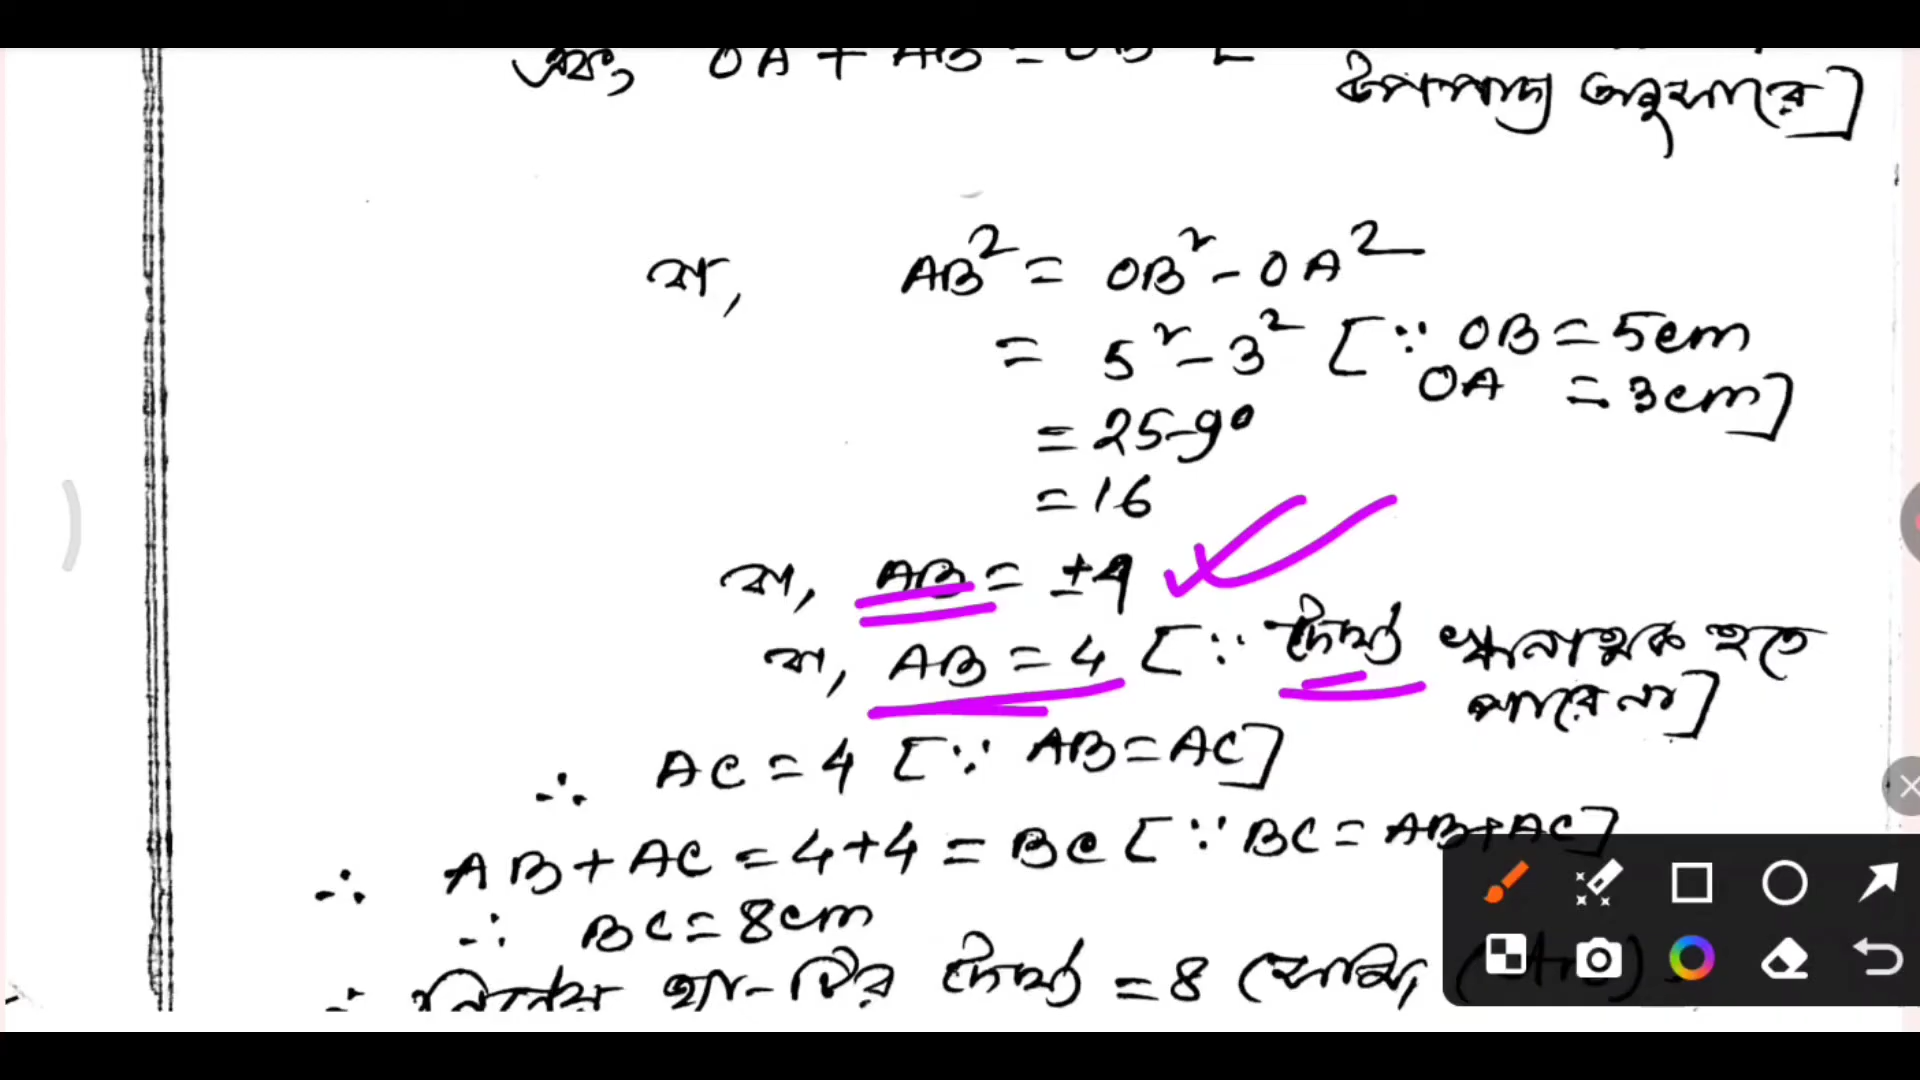 এবং, OA + AB = OB [
উপপাদ্য অনুসারে]
বা, AB² = OB² - OA²
= 5² - 3² [∵ OB = 5cm
OA = 3cm]
= 25-9
= 16
বা, AB = ±4
বা, AB = 4 [∵ দৈর্ঘ্য ঋনাত্মক হতে
পারে না]
∴ AC = 4 [∵ AB = AC]
∴ AB + AC = 4+4 = BC [∵ BC = AB+AC]
∴ BC = 8cm
∴ নির্ণেয় জ্যা-টির দৈর্ঘ্য = 8 সেমি, (Ans)